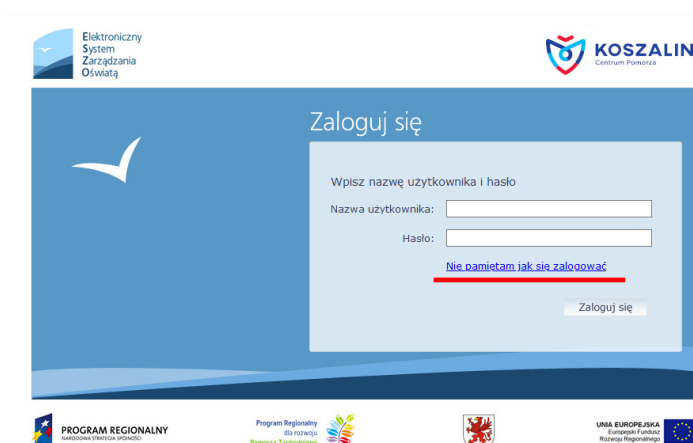 Elektroniczny
System
Zarządzania
Oświatą
KOSZALIN
Centrum Pomorza
Zaloguj się
Wpisz nazwę użytkownika i hasło
Nazwa użytkownika:
Hasło:
Nie pamiętam jak się zalogować
Zaloguj się
PROGRAM REGIONALNY
NARODOWA STRATEGIA SPÓJNOŚCI
Program Regionalny
dla rozwoju
Pomorza Zachodniego
UNIA EUROPEJSKA
Europejski Fundusz
Rozwoju Regionalnego